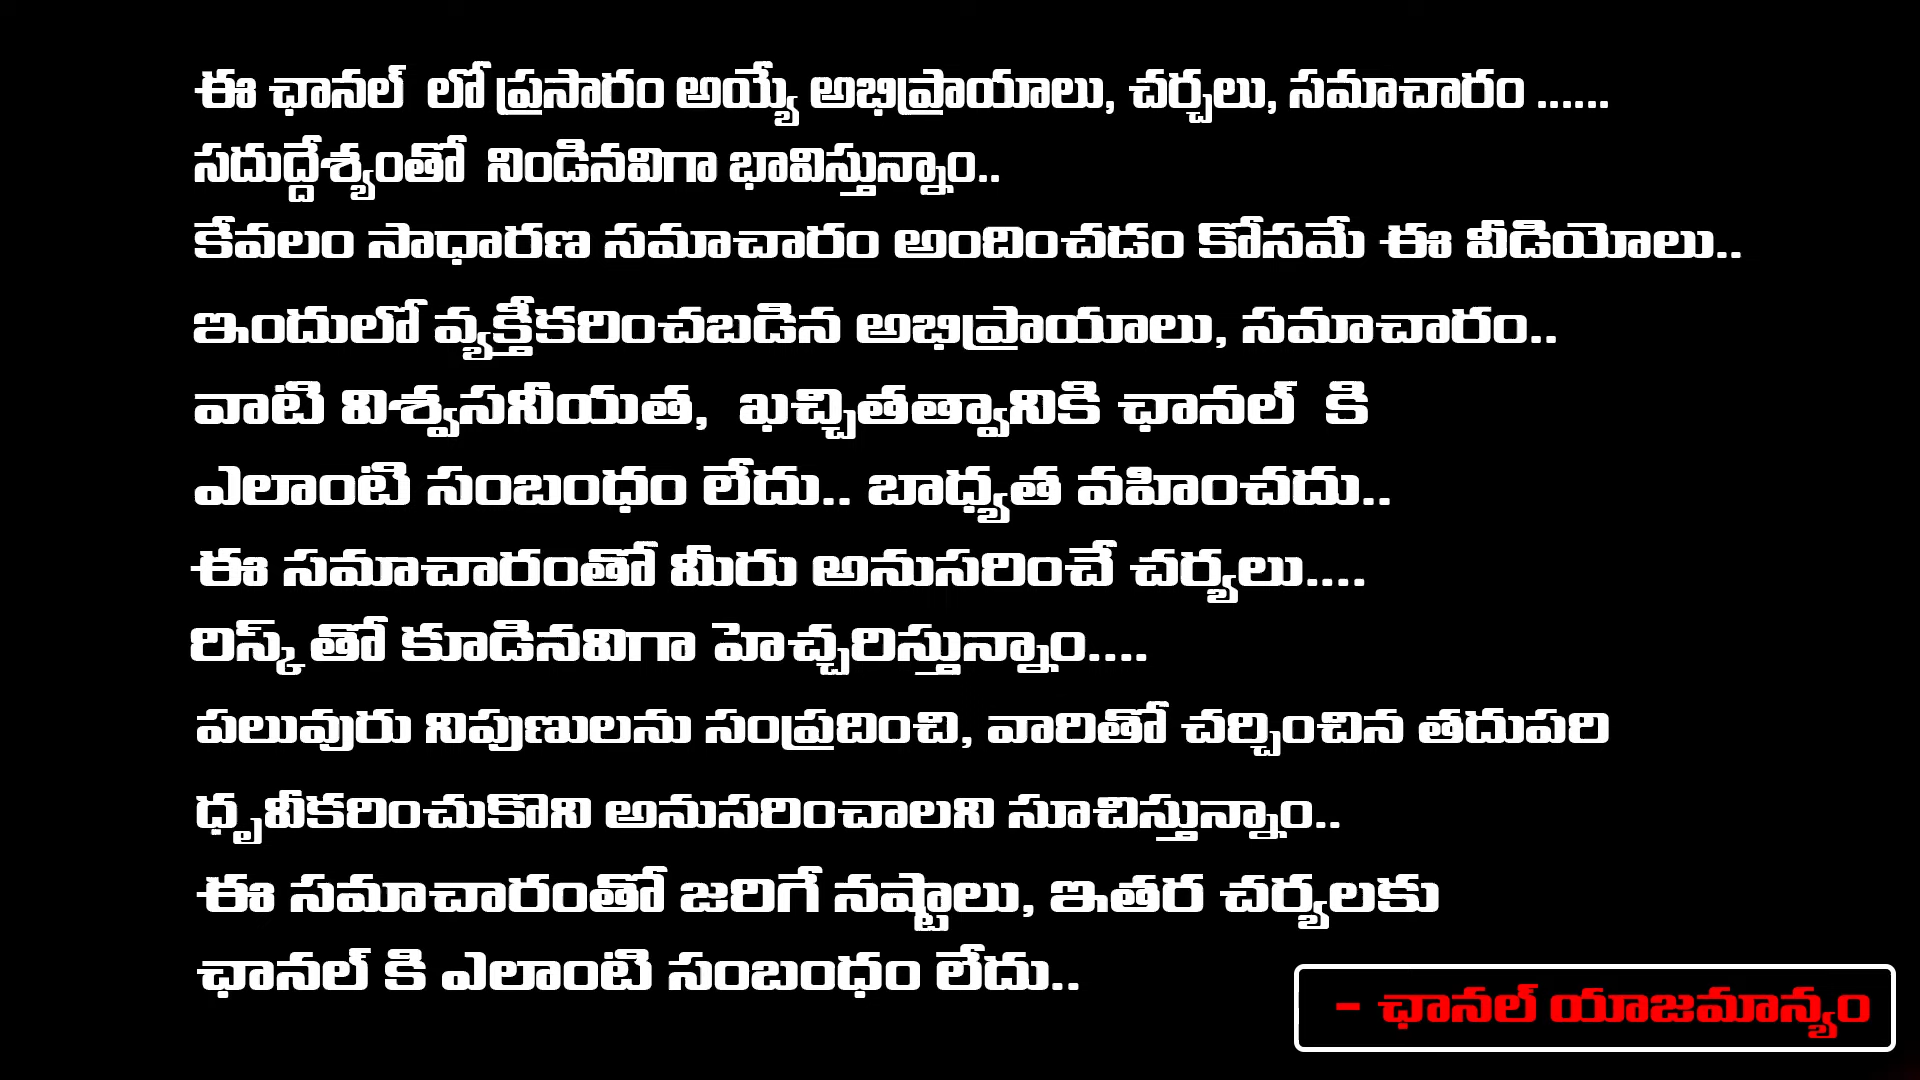 ఈ ఛానల్ లో ప్రసారం అయ్యే అభిప్రాయాలు, చర్చలు, సమాచారం ......
సదుద్దేశ్యంతో నిండినవిగా భావిస్తున్నాం..
కేవలం సాధారణ సమాచారం అందించడం కోసమే ఈ వీడియోలు..
ఇందులో వ్యక్తీకరించబడిన అభిప్రాయాలు, సమాచారం..
వాటి విశ్వసనీయత, ఖచ్చితత్వానికి ఛానల్ కి
ఎలాంటి సంబంధం లేదు.. బాధ్యత వహించదు..
ఈ సమాచారంతో మీరు అనుసరించే చర్యలు....
రిస్క్ తో కూడినవిగా హెచ్చరిస్తున్నాం....
పలువురు నిపుణులను సంప్రదించి, వారితో చర్చించిన తదుపరి
ధృవీకరించుకొని అనుసరించాలని సూచిస్తున్నాం..
ఈ సమాచారంతో జరిగే నష్టాలు, ఇతర చర్యలకు
ఛానల్ కి ఎలాంటి సంబంధం లేదు..
- ఛానల్ యాజమాన్యం